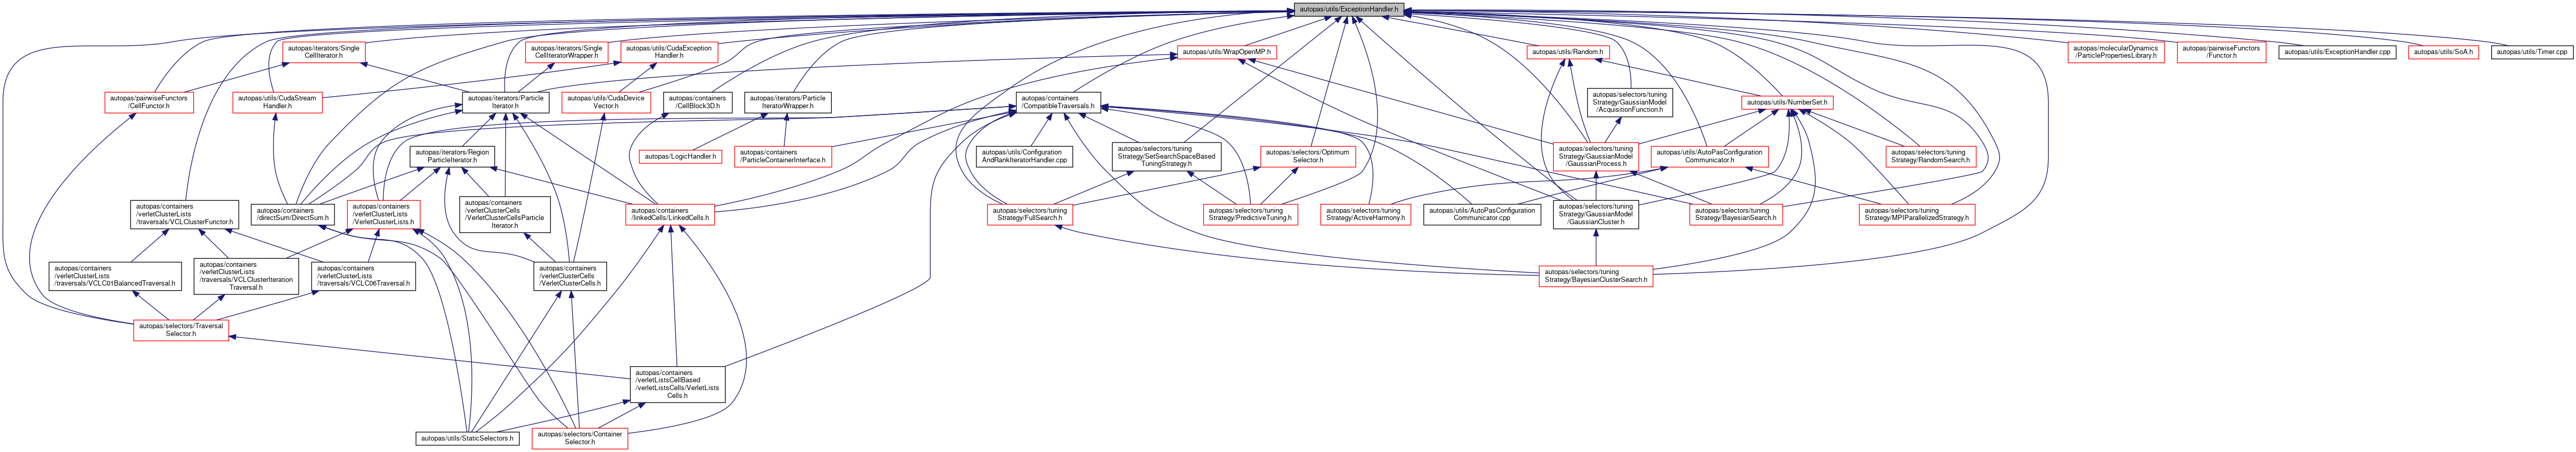 autopas/utils/ExceptionHandler.h
autopas/iterators/Single
CellIterator.h
autopas/iterators/Single
CellIteratorWrapper.h
autopas/utils/CudaException
Handler.h
autopas/utils/WrapOpenMP.h
autopas/utils/Random.h
autopas/molecularDynamics
/ParticlePropertiesLibrary.h
autopas/pairwiseFunctors
/Functor.h
autopas/utils/ExceptionHandler.cpp
autopas/utils/SoA.h
autopas/utils/Timer.cpp
autopas/pairwiseFunctors
/CellFunctor.h
autopas/utils/CudaStream
Handler.h
autopas/iterators/Particle
Iterator.h
autopas/utils/CudaDevice
Vector.h
autopas/containers
/CellBlock3D.h
autopas/iterators/Particle
IteratorWrapper.h
autopas/containers
/CompatibleTraversals.h
autopas/selectors/tuning
Strategy/GaussianModel
/AcquisitionFunction.h
autopas/utils/NumberSet.h
autopas/iterators/Region
ParticleIterator.h
autopas/LogicHandler.h
autopas/containers
/ParticleContainerInterface.h
autopas/utils/Configuration
AndRankIteratorHandler.cpp
autopas/selectors/tuning
Strategy/SetSearchSpaceBased
TuningStrategy.h
autopas/selectors/Optimum
Selector.h
autopas/selectors/tuning
Strategy/GaussianModel
/GaussianProcess.h
autopas/utils/AutoPasConfiguration
Communicator.h
autopas/selectors/tuning
Strategy/RandomSearch.h
autopas/containers
/verletClusterLists
/traversals/VCLClusterFunctor.h
autopas/containers
/directSum/DirectSum.h
autopas/containers
/verletClusterLists
/VerletClusterLists.h
autopas/containers
/verletClusterCells
/VerletClusterCellsParticle
Iterator.h
autopas/containers
/linkedCells/LinkedCells.h
autopas/selectors/tuning
Strategy/FullSearch.h
autopas/selectors/tuning
Strategy/PredictiveTuning.h
autopas/selectors/tuning
Strategy/ActiveHarmony.h
autopas/utils/AutoPasConfiguration
Communicator.cpp
autopas/selectors/tuning
Strategy/GaussianModel
/GaussianCluster.h
autopas/selectors/tuning
Strategy/BayesianSearch.h
autopas/selectors/tuning
Strategy/MPIParallelizedStrategy.h
autopas/containers
/verletClusterLists
/traversals/VCLC01BalancedTraversal.h
autopas/containers
/verletClusterLists
/traversals/VCLClusterIteration
Traversal.h
autopas/containers
/verletClusterLists
/traversals/VCLC06Traversal.h
autopas/containers
/verletClusterCells
/VerletClusterCells.h
autopas/selectors/tuning
Strategy/BayesianClusterSearch.h
autopas/selectors/Traversal
Selector.h
autopas/containers
/verletListsCellBased
/verletListsCells/VerletLists
Cells.h
autopas/utils/StaticSelectors.h
autopas/selectors/Container
Selector.h